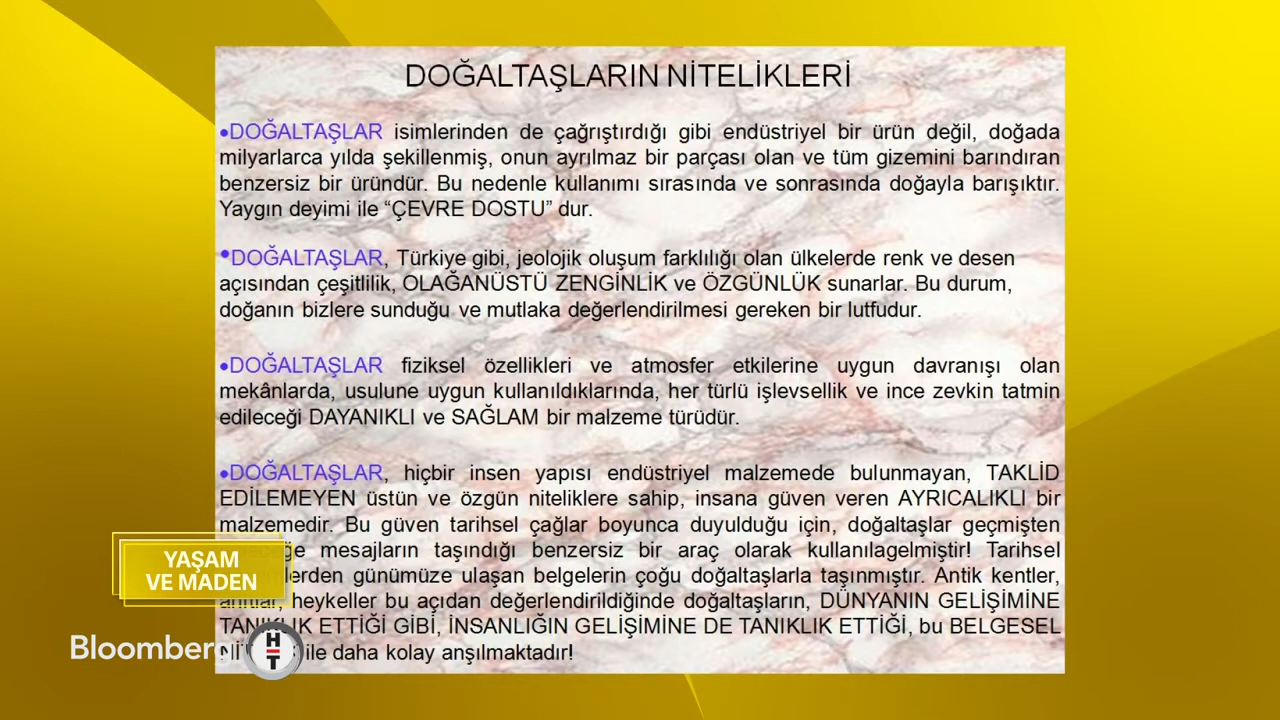 DOĞALTAŞLARIN NİTELİKLERİ
•DOĞALTAŞLAR isimlerinden de çağrıştırdığı gibi endüstriyel bir ürün değil, doğada
milyarlarca yılda şekillenmiş, onun ayrılmaz bir parçası olan ve tüm gizemini barındıran
benzersiz bir üründür. Bu nedenle kullanımı sırasında ve sonrasında doğayla barışıktır.
Yaygın deyimi ile “ÇEVRE DOSTU” dur.
•DOĞALTAŞLAR, Türkiye gibi, jeolojik oluşum farklılığı olan ülkelerde renk ve desen
açısından çeşitlilik, OLAĞANÜSTÜ ZENGİNLİK ve ÖZGÜNLÜK sunarlar. Bu durum,
doğanın bizlere sunduğu ve mutlaka değerlendirilmesi gereken bir lutfudur.
•DOĞALTAŞLAR fiziksel özellikleri ve atmosfer etkilerine uygun davranışı olan
mekânlarda, usulune uygun kullanıldıklarında, her türlü işlevsellik ve ince zevkin tatmin
edileceği DAYANIKLI ve SAĞLAM bir malzeme türüdür.
•DOĞALTAŞLAR, hiçbir insen yapısı endüstriyel malzemede bulunmayan, TAKLİD
EDİLEMEYEN üstün ve özgün niteliklere sahip, insana güven veren AYRICALIKLI bir
malzemedir. Bu güven tarihsel çağlar boyunca duyulduğu için, doğaltaşlar geçmişten
mesajların taşındığı benzersiz bir araç olarak kullanılagelmiştir! Tarihsel
günümüze ulaşan belgelerin çoğu doğaltaşlarla taşınmıştır. Antik kentler,
heykeller bu açıdan değerlendirildiğinde doğaltaşların, DÜNYANIN GELİŞİMİNE
TANIKLIK ETTİĞİ GİBİ, İNSANLIĞIN GELİŞİMİNE DE TANIKLIK ETTİĞİ, bu BELGESEL
ile daha kolay anşılmaktadır!
YAŞAM
VE MADEN
Bloomberg HT